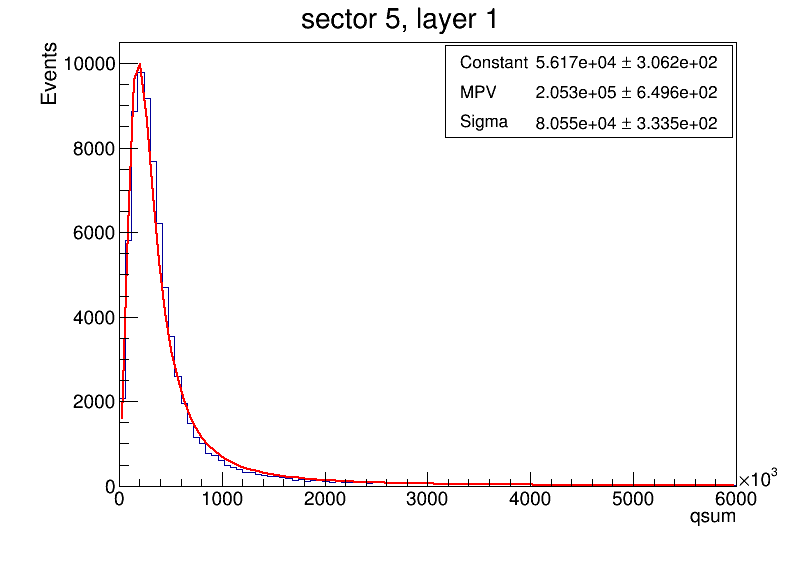 sector 5, layer 1
Events
Constant 5.617e+04 ± 3.062e+02
MPV 2.053e+05 ± 6.496e+02
Sigma 8.055e+04 ± 3.335e+02
10000
8000
6000
4000
2000
0
0 1000 2000 3000 4000 5000 6000
×10³
qsum